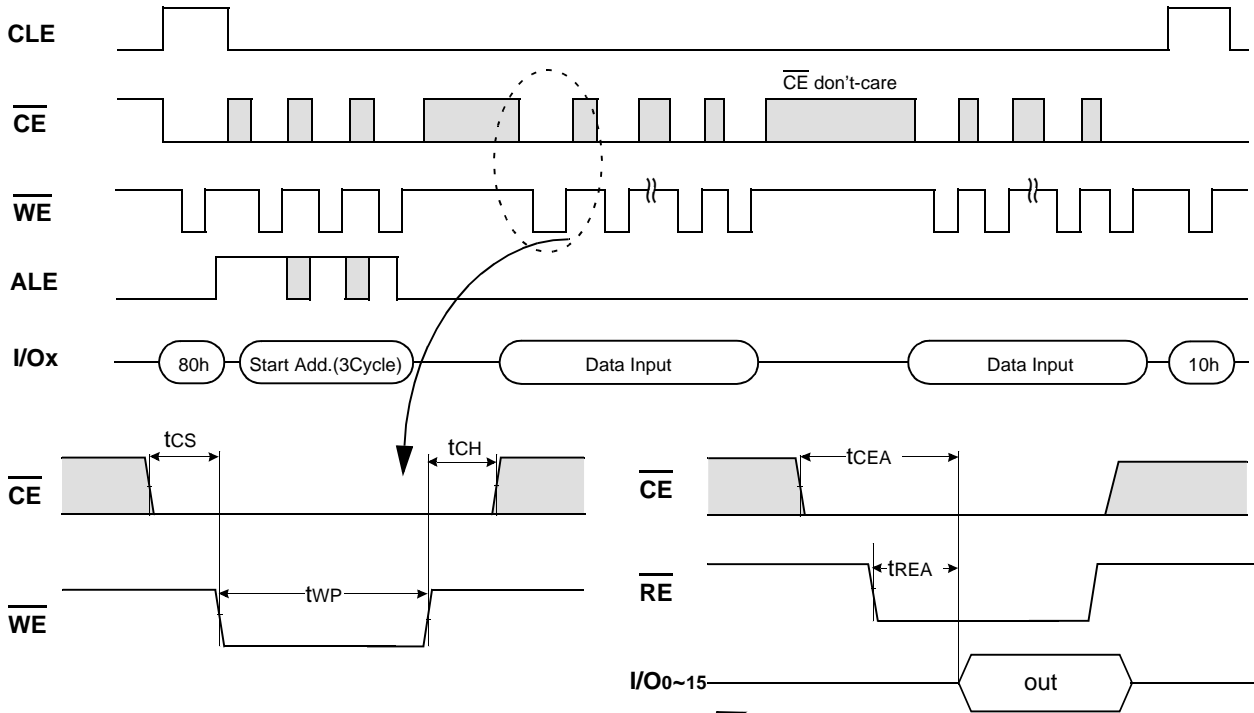 CLE
CE don't-care
CE
WE
ALE
I/Ox
80h
Start Add.(3Cycle)
Data Input
Data Input
10h
tCS
tCH
CE
tWP
WE
tCEA
CE
tREA
RE
I/O0~15
out